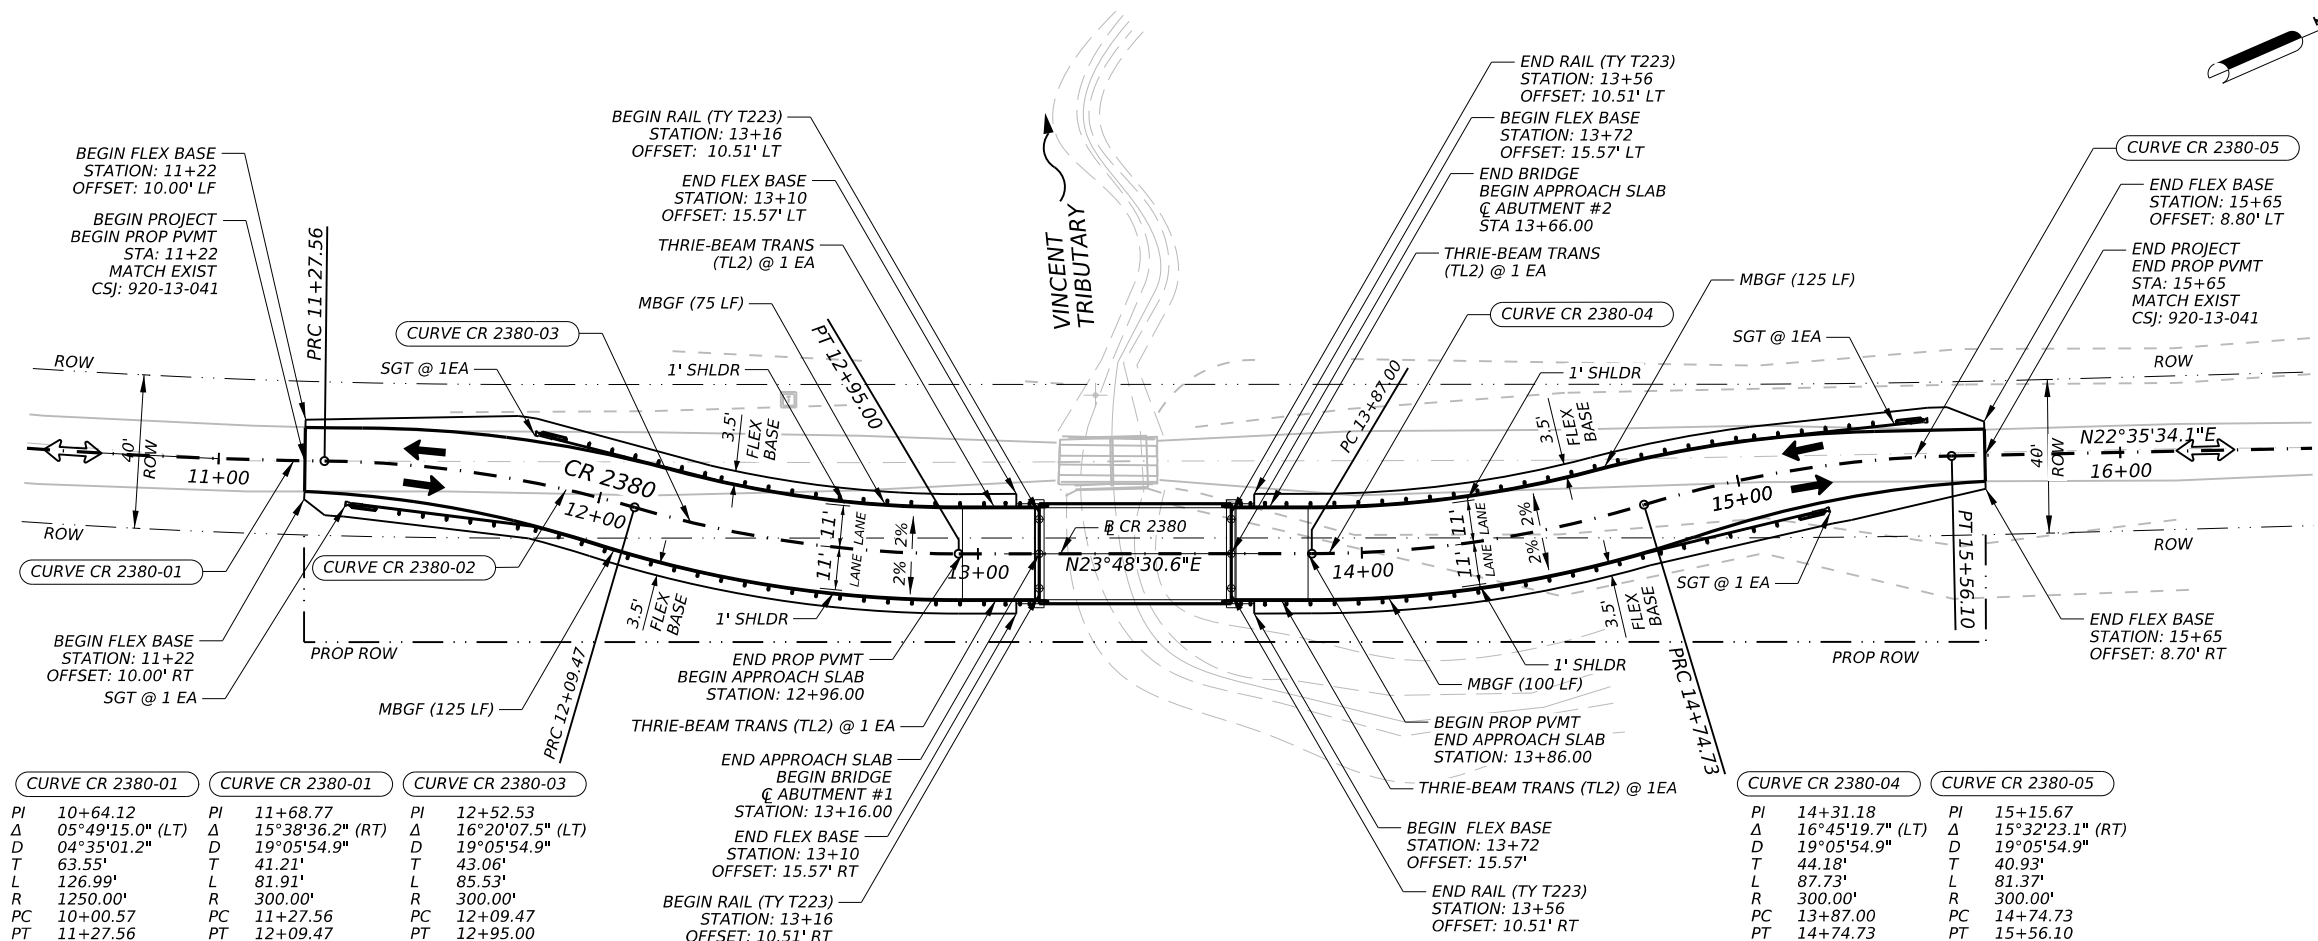 BEGIN FLEX BASE
STATION: 11+22
OFFSET: 10.00' LF
BEGIN PROJECT
BEGIN PROP PVMT
STA: 11+22
MATCH EXIST
CSJ: 920-13-041
PRC 11+27.56
BEGIN RAIL (TY T223)
STATION: 13+16
OFFSET: 10.51' LT
END FLEX BASE
STATION: 13+10
OFFSET: 15.57' LT
THRIE-BEAM TRANS
(TL2) @ 1 EA
MBGF (75 LF)
CURVE CR 2380-03
SGT @ 1EA
1' SHLDR
PT 12+95.00
VINCENT
TRIBUTARY
END RAIL (TY T223)
STATION: 13+56
OFFSET: 10.51' LT
BEGIN FLEX BASE
STATION: 13+72
OFFSET: 15.57' LT
END BRIDGE
BEGIN APPROACH SLAB
℄ ABUTMENT #2
STA 13+66.00
THRIE-BEAM TRANS
(TL2) @ 1 EA
MBGF (125 LF)
CURVE CR 2380-04
SGT @ 1EA
1' SHLDR
PC 13+87.00
CURVE CR 2380-05
END FLEX BASE
STATION: 15+65
OFFSET: 8.80' LT
END PROJECT
END PROP PVMT
STA: 15+65
MATCH EXIST
CSJ: 920-13-041
ROW
ROW
40'
ROW
11+00
CR 2380
12+00
3.5'
FLEX
BASE
11'
LANE
11'
LANE
2%
2%
13+00
B CR 2380
N23°48'30.6"E
14+00
11'
LANE
11'
LANE
2%
2%
3.5'
FLEX
BASE
15+00
N22°35'34.1"E
16+00
40'
ROW
ROW
ROW
CURVE CR 2380-01
CURVE CR 2380-02
3.5'
FLEX
BASE
1' SHLDR
SGT @ 1 EA
3.5'
FLEX
BASE
PT 15+56.10
BEGIN FLEX BASE
STATION: 11+22
OFFSET: 10.00' RT
SGT @ 1 EA
PROP ROW
MBGF (125 LF)
PRC 12+09.47
END PROP PVMT
BEGIN APPROACH SLAB
STATION: 12+96.00
THRIE-BEAM TRANS (TL2) @ 1 EA
END APPROACH SLAB
BEGIN BRIDGE
℄ ABUTMENT #1
STATION: 13+16.00
END FLEX BASE
STATION: 13+10
OFFSET: 15.57' RT
BEGIN RAIL (TY T223)
STATION: 13+16
OFFSET: 10.51' RT
1' SHLDR
MBGF (100 LF)
BEGIN PROP PVMT
END APPROACH SLAB
STATION: 13+86.00
THRIE-BEAM TRANS (TL2) @ 1EA
BEGIN FLEX BASE
STATION: 13+72
OFFSET: 15.57'
END RAIL (TY T223)
STATION: 13+56
OFFSET: 10.51' RT
PRC 14+74.73
PROP ROW
END FLEX BASE
STATION: 15+65
OFFSET: 8.70' RT
CURVE CR 2380-01
PI 10+64.12
Δ 05°49'15.0" (LT)
D 04°35'01.2"
T 63.55'
L 126.99'
R 1250.00'
PC 10+00.57
PT 11+27.56
CURVE CR 2380-01
PI 11+68.77
Δ 15°38'36.2" (RT)
D 19°05'54.9"
T 41.21'
L 81.91'
R 300.00'
PC 11+27.56
PT 12+09.47
CURVE CR 2380-03
PI 12+52.53
Δ 16°20'07.5" (LT)
D 19°05'54.9"
T 43.06'
L 85.53'
R 300.00'
PC 12+09.47
PT 12+95.00
CURVE CR 2380-04
PI 14+31.18
Δ 16°45'19.7" (LT)
D 19°05'54.9"
T 44.18'
L 87.73'
R 300.00'
PC 13+87.00
PT 14+74.73
CURVE CR 2380-05
PI 15+15.67
Δ 15°32'23.1" (RT)
D 19°05'54.9"
T 40.93'
L 81.37'
R 300.00'
PC 14+74.73
PT 15+56.10